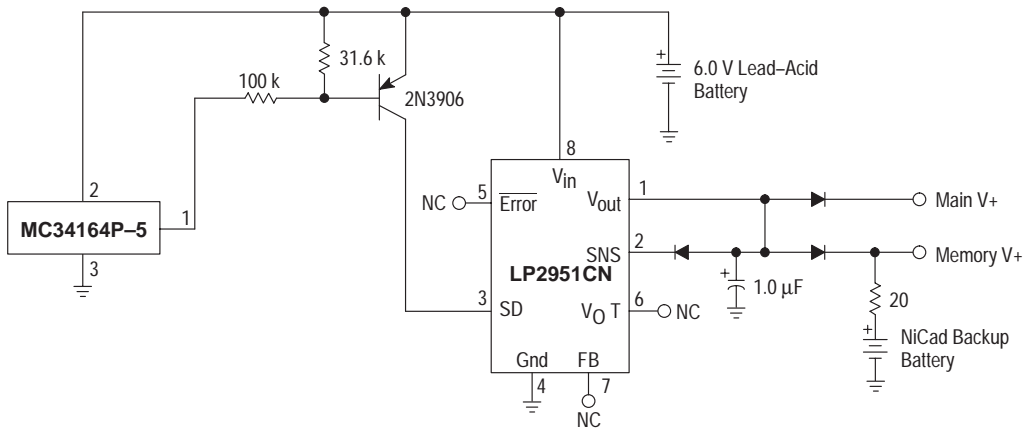 31.6 k
100 k
2N3906
6.0 V Lead–Acid
Battery
8
Vin
2
MC34164P–5
1
3
NC
5
Error
Vout
1
Main V+
SNS
2
Memory V+
LP2951CN
1.0 µF
20
3
SD
VO T
6
NC
NiCad Backup
Battery
Gnd
FB
4
7
NC